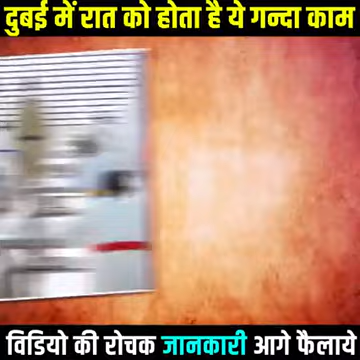 दुबई में रात को होता है ये गन्दा काम
विडियो की रोचक जानकारी आगे फैलाये